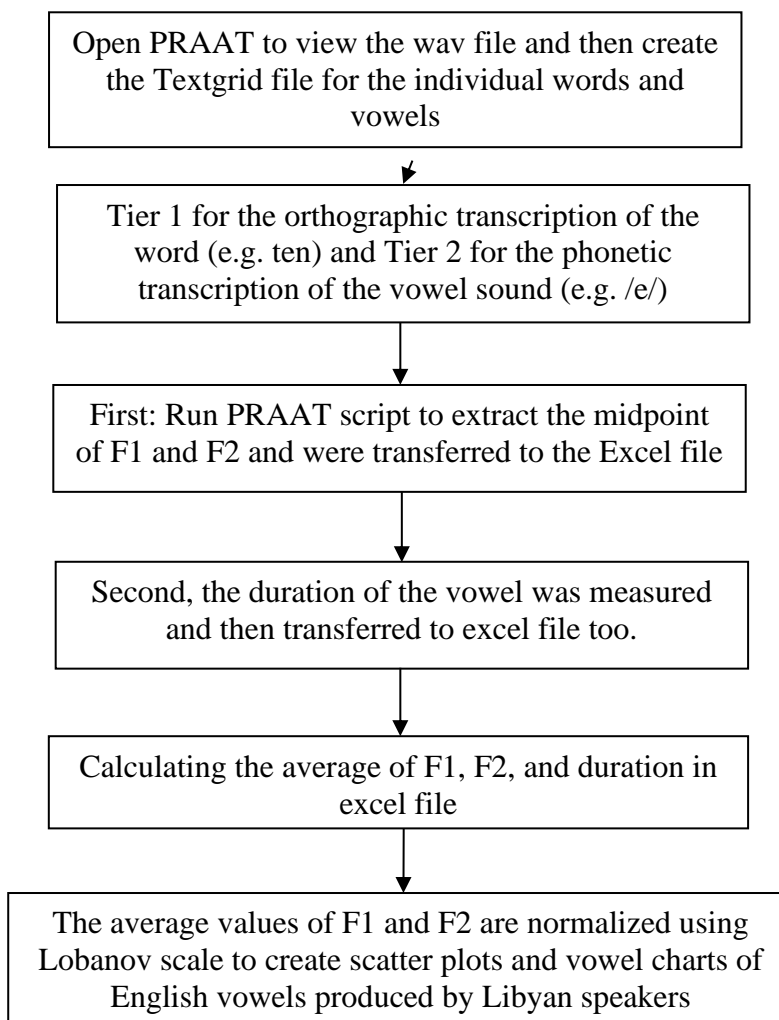 Open PRAAT to view the wav file and then create
the Textgrid file for the individual words and
vowels
Tier 1 for the orthographic transcription of the
word (e.g. ten) and Tier 2 for the phonetic
transcription of the vowel sound (e.g. /e/)
First: Run PRAAT script to extract the midpoint
of F1 and F2 and were transferred to the Excel file
Second, the duration of the vowel was measured
and then transferred to excel file too.
Calculating the average of F1, F2, and duration in
excel file
The average values of F1 and F2 are normalized using
Lobanov scale to create scatter plots and vowel charts of
English vowels produced by Libyan speakers